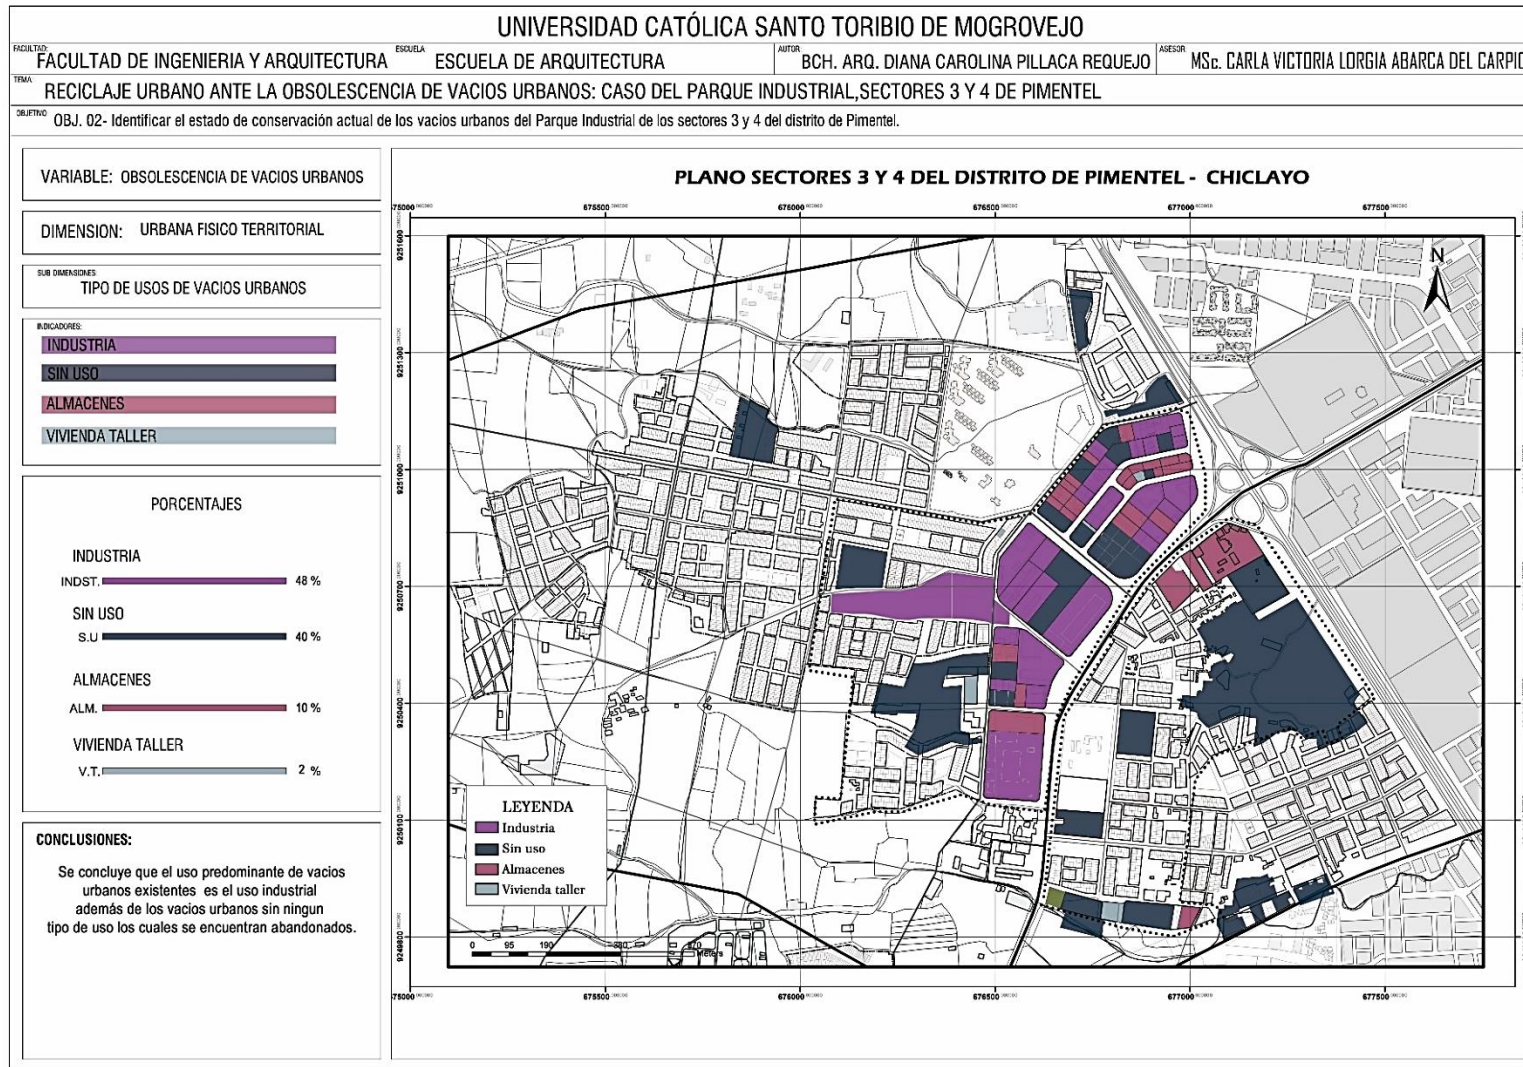 UNIVERSIDAD CATÓLICA SANTO TORIBIO DE MOGROVEJO
FACULTAD: FACULTAD DE INGENIERIA Y ARQUITECTURA
ESCUELA: ESCUELA DE ARQUITECTURA
AUTOR: BCH. ARQ. DIANA CAROLINA PILLACA REQUEJO
ASESOR: MSc. CARLA VICTORIA LORGIA ABARCA DEL CARPIO
TEMA: RECICLAJE URBANO ANTE LA OBSOLESCENCIA DE VACIOS URBANOS: CASO DEL PARQUE INDUSTRIAL,SECTORES 3 Y 4 DE PIMENTEL
OBJETIVO OBJ. 02- Identificar el estado de conservación actual de los vacios urbanos del Parque Industrial de los sectores 3 y 4 del distrito de Pimentel.
VARIABLE: OBSOLESCENCIA DE VACIOS URBANOS
DIMENSION: URBANA FISICO TERRITORIAL
SUB DIMENSIONES:
TIPO DE USOS DE VACIOS URBANOS
INDICADORES:
INDUSTRIA
SIN USO
ALMACENES
VIVIENDA TALLER
PORCENTAJES
INDUSTRIA
INDST. 48 %
SIN USO
S.U 40 %
ALMACENES
ALM. 10 %
VIVIENDA TALLER
V.T. 2 %
CONCLUSIONES:
Se concluye que el uso predominante de vacios
urbanos existentes es el uso industrial
además de los vacios urbanos sin ningun
tipo de uso los cuales se encuentran abandonados.
PLANO SECTORES 3 Y 4 DEL DISTRITO DE PIMENTEL - CHICLAYO
675000 675500 676000 676500 677000 677500
9251600
9251300
9251000
9250700
9250400
9250100
9249800
N
LEYENDA
Industria
Sin uso
Almacenes
Vivienda taller
0 95 190 380 570
Meters
675000 675500 676000 676500 677000 677500